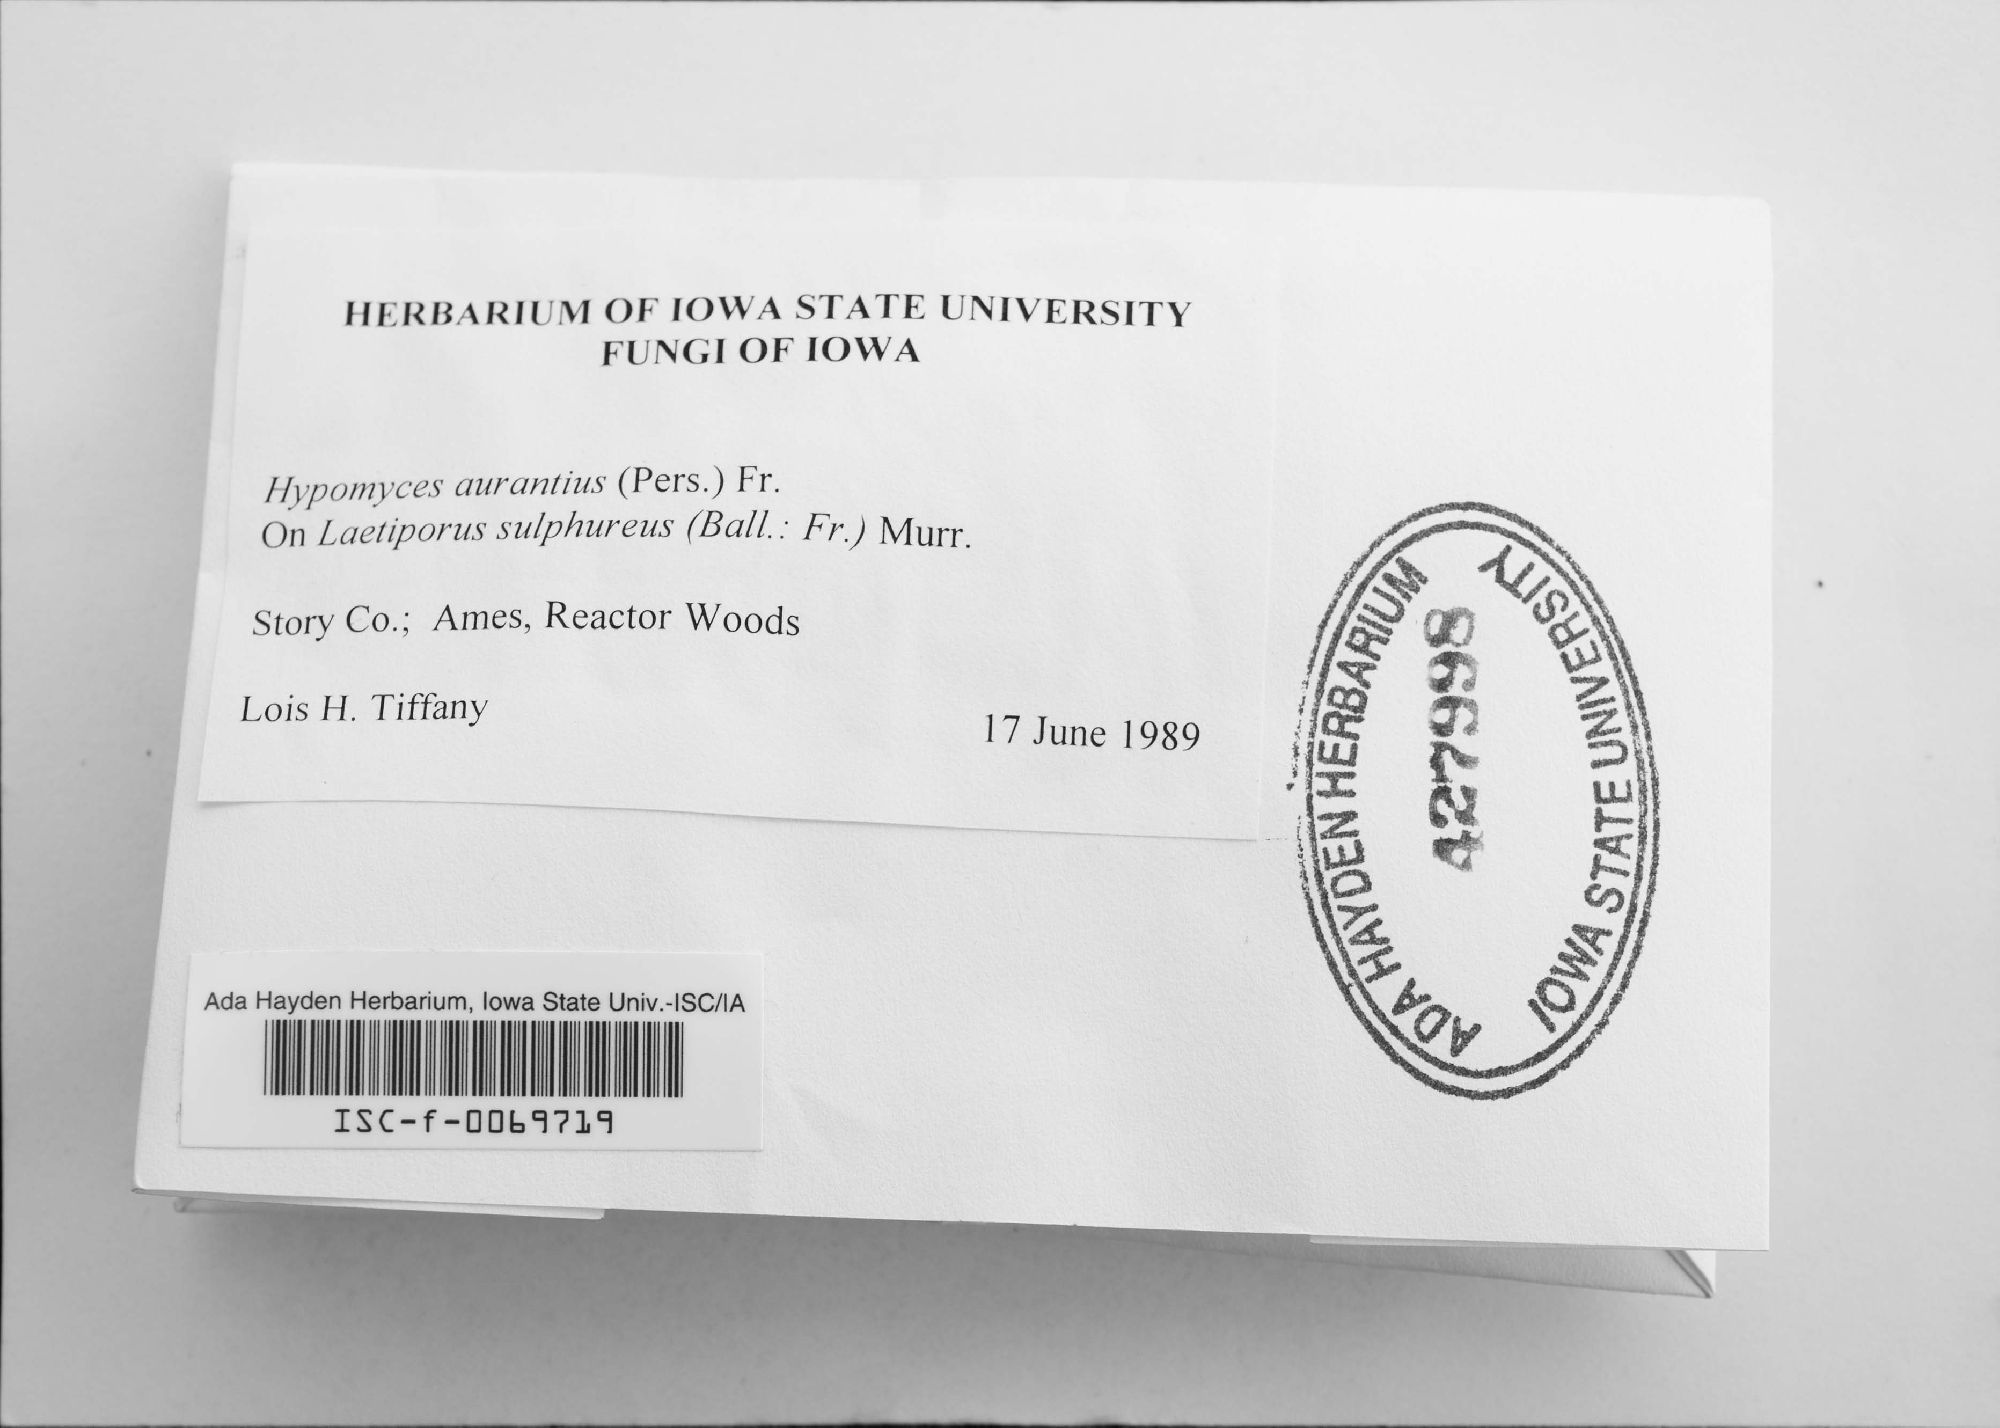 HERBARIUM OF IOWA STATE UNIVERSITY
FUNGI OF IOWA
Hypomyces aurantius (Pers.) Fr.
On Laetiporus sulphureus (Ball.: Fr.) Murr.
Story Co.; Ames, Reactor Woods
Lois H. Tiffany
17 June 1989
ADA HAYDEN HERBARIUM
427998
IOWA STATE UNIVERSITY
Ada Hayden Herbarium, Iowa State Univ.-ISC/IA
ISC-f-0069719